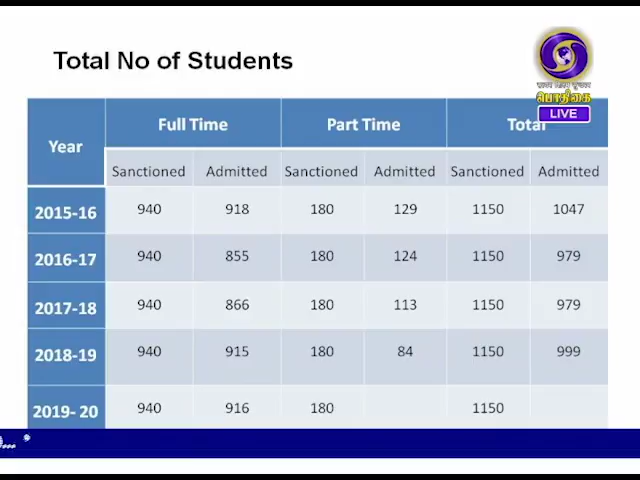 Total No of Students
பொதிகை
LIVE
Year Full Time Part Time Total
Sanctioned Admitted Sanctioned Admitted Sanctioned Admitted
2015-16 940 918 180 129 1150 1047
2016-17 940 855 180 124 1150 979
2017-18 940 866 180 113 1150 979
2018-19 940 915 180 84 1150 999
2019- 20 940 916 180 1150